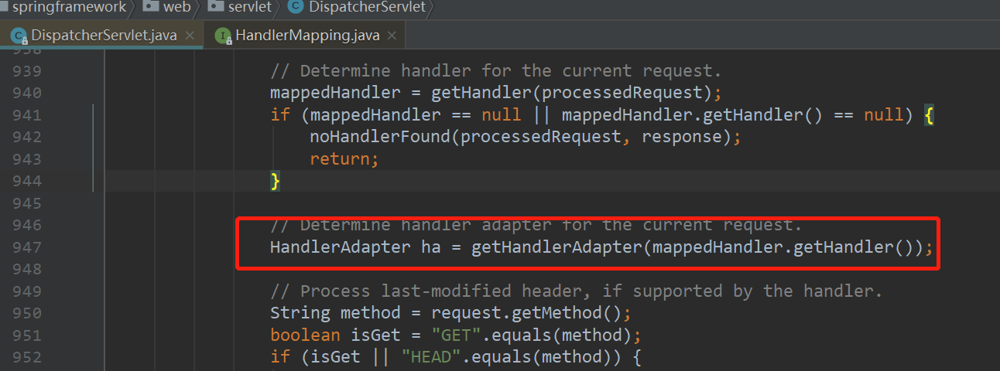 springframework web servlet DispatcherServlet
DispatcherServlet.java HandlerMapping.java
938
939 // Determine handler for the current request.
940 mappedHandler = getHandler(processedRequest);
941 if (mappedHandler == null || mappedHandler.getHandler() == null) {
942 noHandlerFound(processedRequest, response);
943 return;
944 }
945
946 // Determine handler adapter for the current request.
947 HandlerAdapter ha = getHandlerAdapter(mappedHandler.getHandler());
948
949 // Process last-modified header, if supported by the handler.
950 String method = request.getMethod();
951 boolean isGet = "GET".equals(method);
952 if (isGet || "HEAD".equals(method)) {